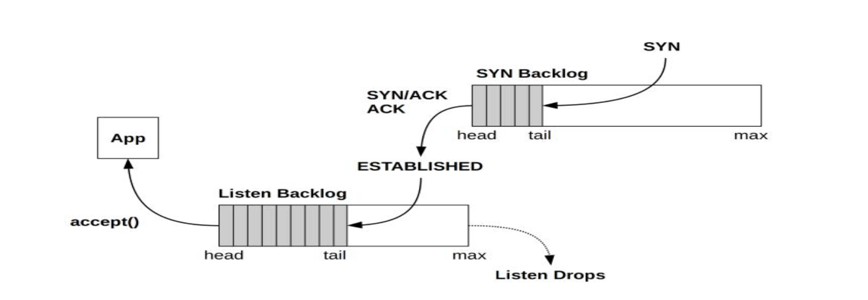 SYN
SYN Backlog
SYN/ACK
ACK
head tail max
App
ESTABLISHED
Listen Backlog
accept()
head tail max
Listen Drops